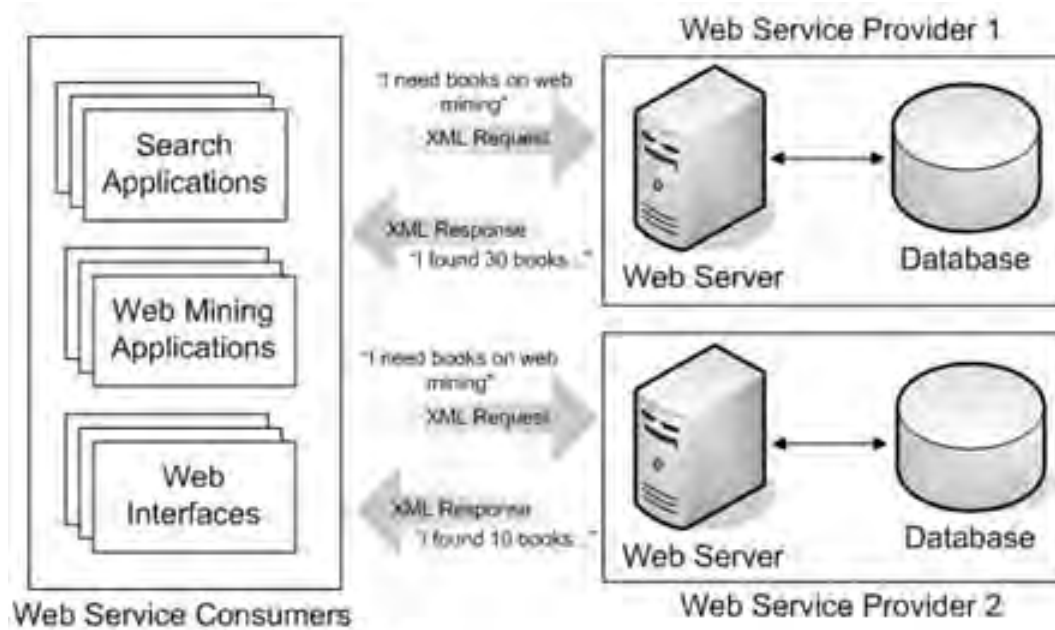 Web Service Provider 1
Search
Applications
Web Mining
Applications
Web
Interfaces
Web Service Consumers
"I need books on web
mining"
XML Request
XML Response
"I found 30 books..."
Web Server
Database
"I need books on web
mining"
XML Request
XML Response
"I found 10 books..."
Web Server
Database
Web Service Provider 2